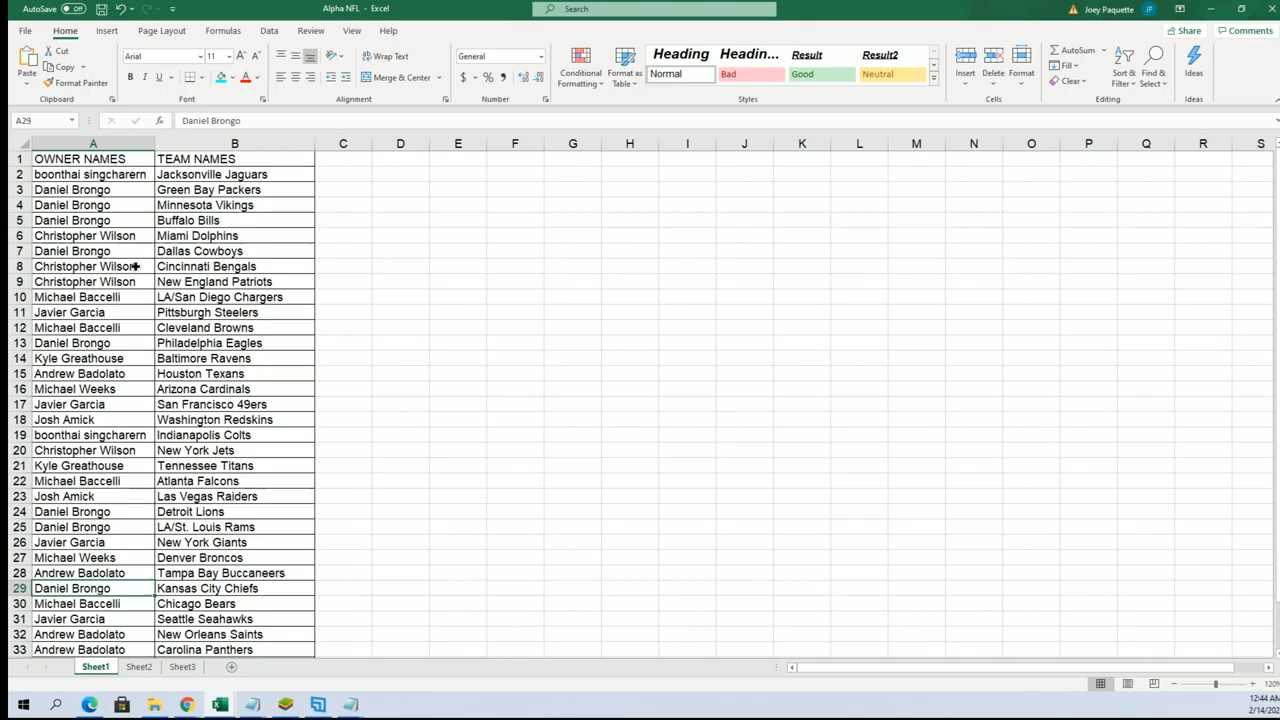 AutoSave Off Alpha NFL - Excel Search Joey Paquette JP
File Home Insert Page Layout Formulas Data Review View Help Share Comments
Paste Cut Copy Format Painter Clipboard
Arial 11 B I U A A A Font
Wrap Text Merge & Center Alignment
General $ % Number
Conditional Formatting Format as Table
Heading Headin... Result Result2
Normal Bad Good Neutral Styles
Insert Delete Format Cells
AutoSum Fill Clear Sort & Filter Find & Select Editing
Ideas Ideas
A29 fx Daniel Brongo
A B C D E F G H I J K L M N O P Q R S
1 OWNER NAMES TEAM NAMES
2 boonthai singcharern Jacksonville Jaguars
3 Daniel Brongo Green Bay Packers
4 Daniel Brongo Minnesota Vikings
5 Daniel Brongo Buffalo Bills
6 Christopher Wilson Miami Dolphins
7 Daniel Brongo Dallas Cowboys
8 Christopher Wilson Cincinnati Bengals
9 Christopher Wilson New England Patriots
10 Michael Baccelli LA/San Diego Chargers
11 Javier Garcia Pittsburgh Steelers
12 Michael Baccelli Cleveland Browns
13 Daniel Brongo Philadelphia Eagles
14 Kyle Greathouse Baltimore Ravens
15 Andrew Badolato Houston Texans
16 Michael Weeks Arizona Cardinals
17 Javier Garcia San Francisco 49ers
18 Josh Amick Washington Redskins
19 boonthai singcharern Indianapolis Colts
20 Christopher Wilson New York Jets
21 Kyle Greathouse Tennessee Titans
22 Michael Baccelli Atlanta Falcons
23 Josh Amick Las Vegas Raiders
24 Daniel Brongo Detroit Lions
25 Daniel Brongo LA/St. Louis Rams
26 Javier Garcia New York Giants
27 Michael Weeks Denver Broncos
28 Andrew Badolato Tampa Bay Buccaneers
29 Daniel Brongo Kansas City Chiefs
30 Michael Baccelli Chicago Bears
31 Javier Garcia Seattle Seahawks
32 Andrew Badolato New Orleans Saints
33 Andrew Badolato Carolina Panthers
Sheet1 Sheet2 Sheet3
120%
12:44 AM
2/14/202